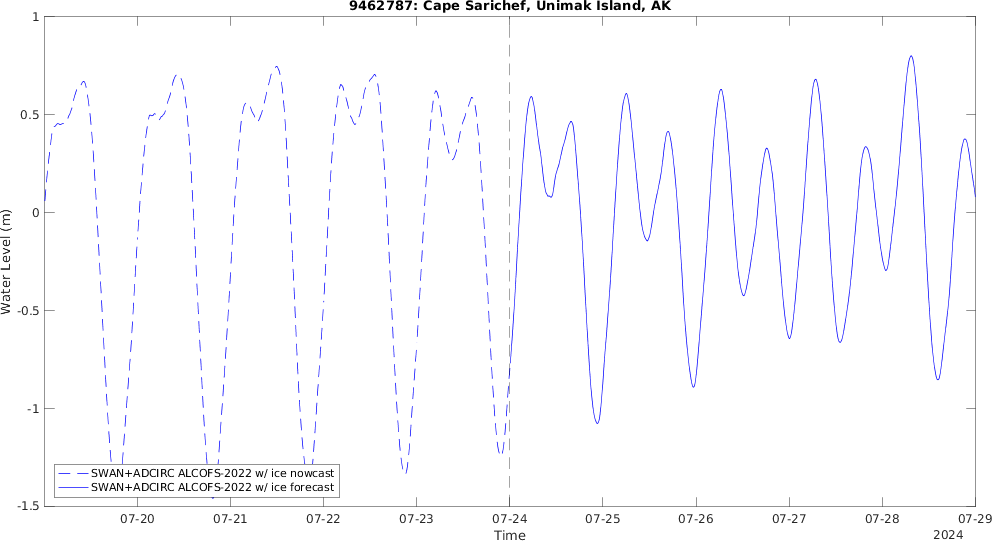 9462787: Cape Sarichef, Unimak Island, AK
1
0.5
0
-0.5
-1
-1.5
Water Level (m)
SWAN+ADCIRC ALCOFS-2022 w/ ice nowcast
SWAN+ADCIRC ALCOFS-2022 w/ ice forecast
07-20 07-21 07-22 07-23 07-24 07-25 07-26 07-27 07-28 07-29
Time
2024